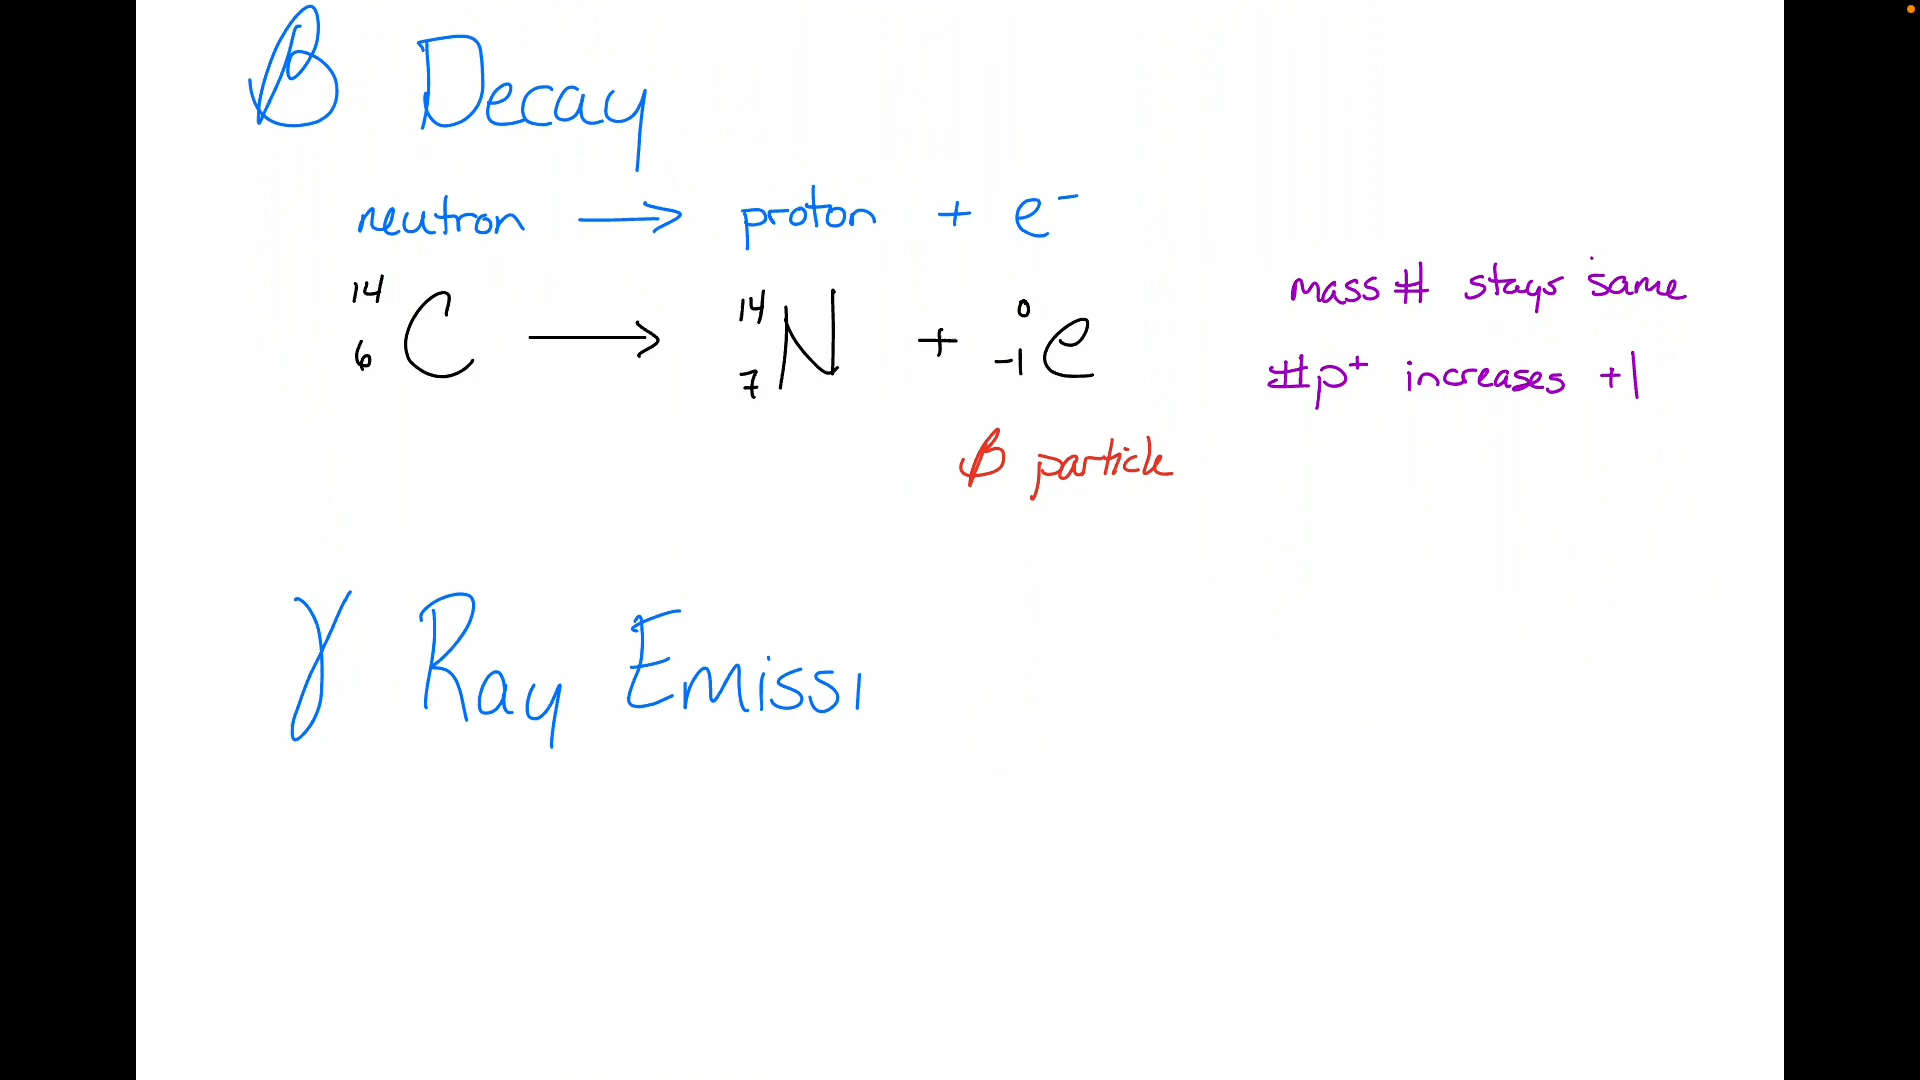 β Decay
neutron → proton + e⁻
¹⁴₆C → ¹⁴₇N + ⁰₋₁e
mass # stays same
#p⁺ increases +1
β particle
γ Ray Emissi